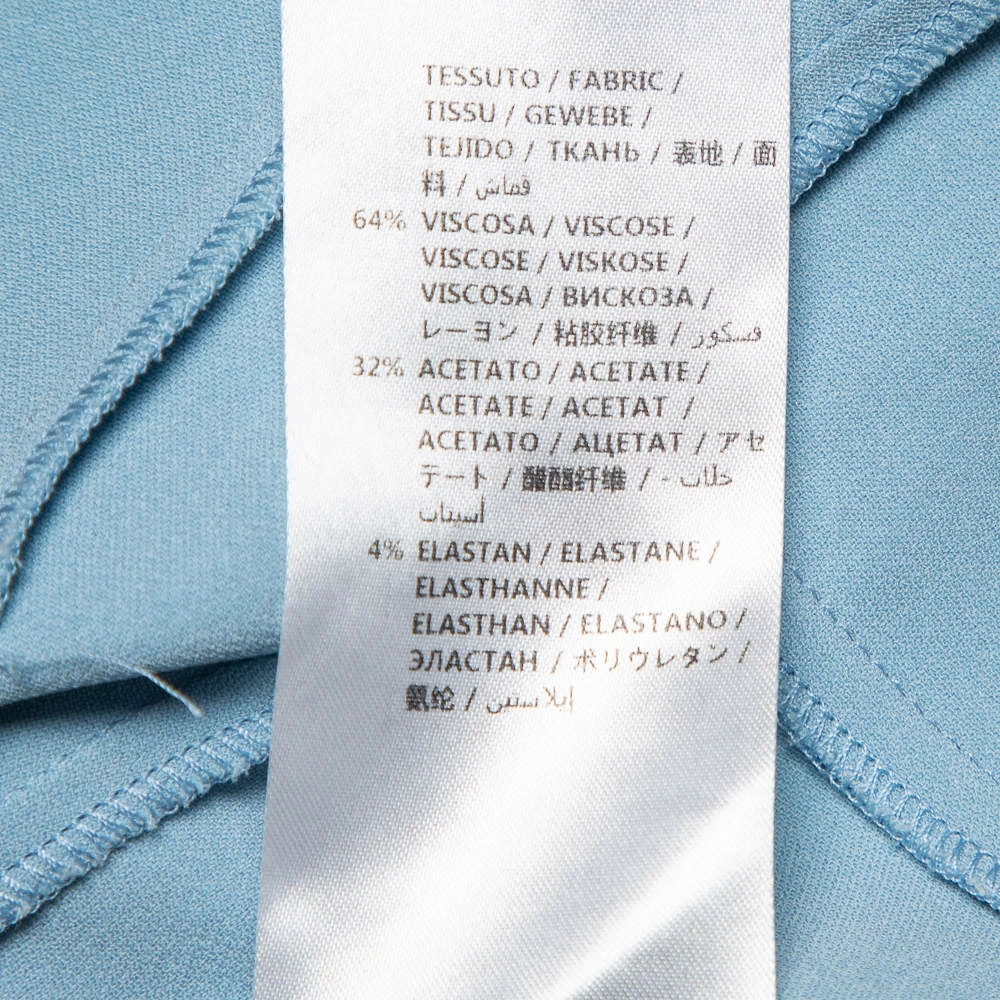 TESSUTO / FABRIC /
TISSU / GEWEBE /
TEJIDO / ТКАНЬ / 表地 / 面
料 / قماش
64% VISCOSA / VISCOSE /
VISCOSE / VISKOSE /
VISCOSA / ВИСКОЗА /
レーヨン / 粘胶纤维 / فسكور
32% ACETATO / ACETATE /
ACETATE / ACETAT /
ACETATO / АЦЕТАТ / アセ
テート / 醋酯纤维 / - خلات
أسيتات
4% ELASTAN / ELASTANE /
ELASTHANNE /
ELASTHAN / ELASTANO /
ЭЛАСТАН / ポリウレタン /
氨纶 / إيلاستين